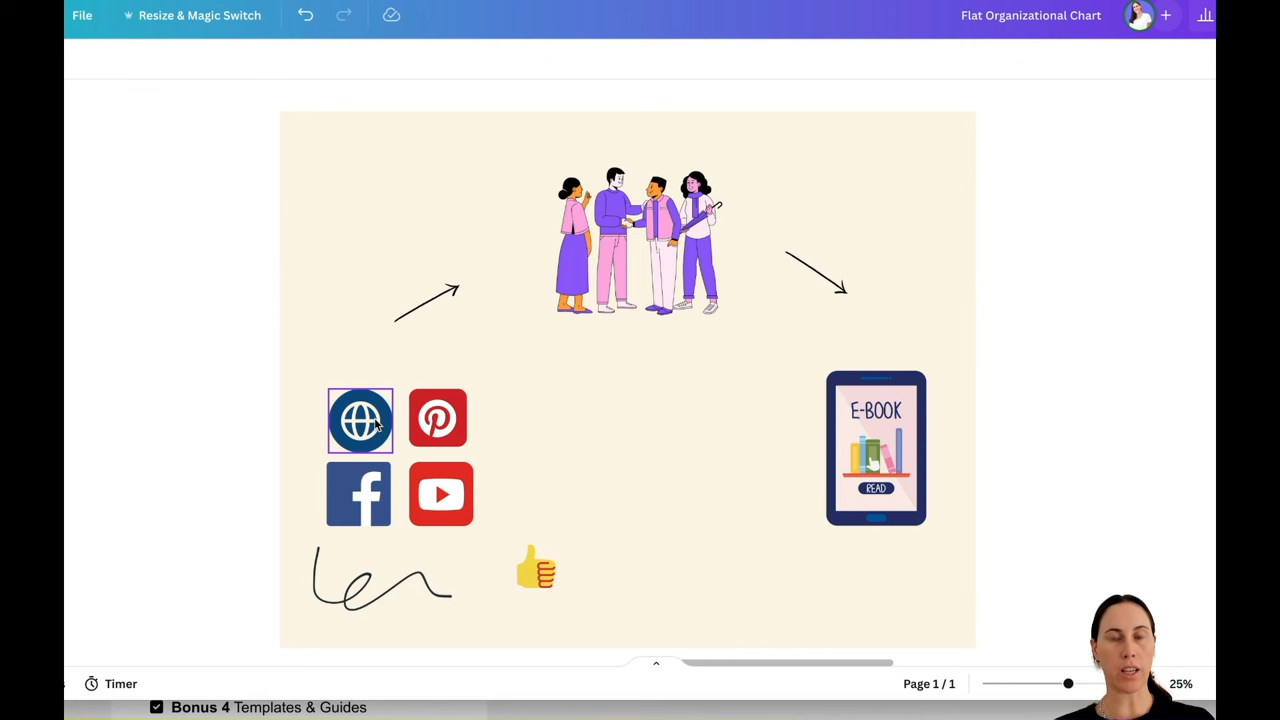 File Resize & Magic Switch Flat Organizational Chart
E-BOOK
READ
Timer Page 1 / 1 25%
Bonus 4 Templates & Guides